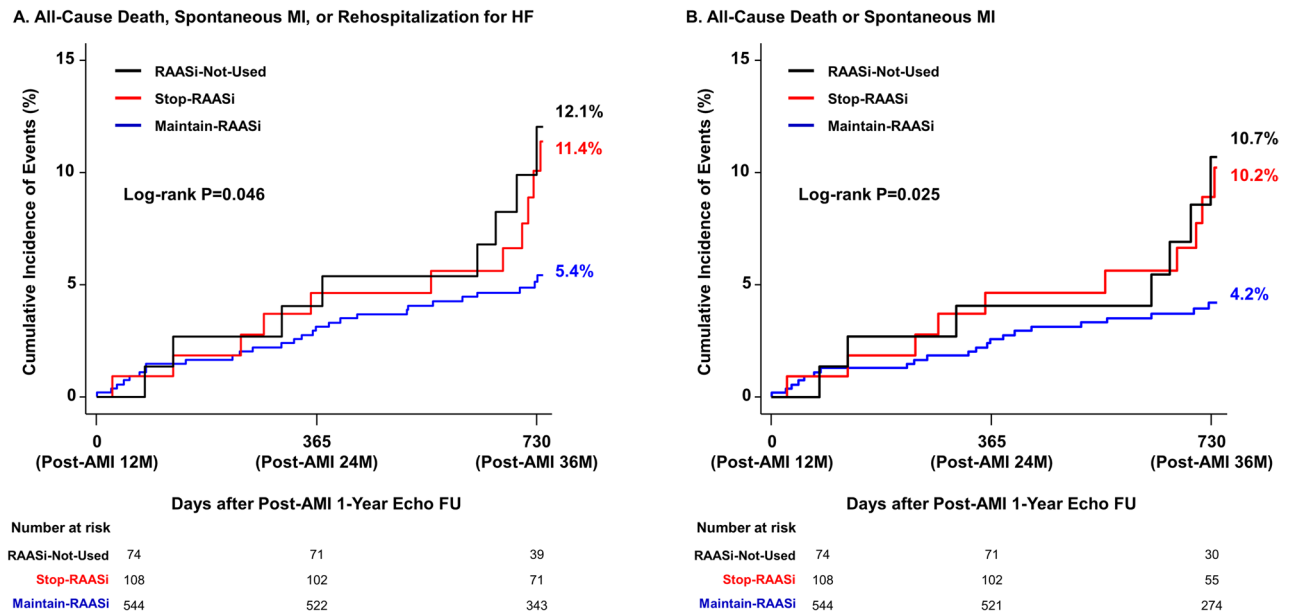 A. All-Cause Death, Spontaneous MI, or Rehospitalization for HF
Cumulative Incidence of Events (%)
15
10
5
0
RAASi-Not-Used
Stop-RAASi
Maintain-RAASi
Log-rank P=0.046
12.1%
11.4%
5.4%
0 365 730
(Post-AMI 12M) (Post-AMI 24M) (Post-AMI 36M)
Days after Post-AMI 1-Year Echo FU
Number at risk
RAASi-Not-Used 74 71 39
Stop-RAASi 108 102 71
Maintain-RAASi 544 522 343
B. All-Cause Death or Spontaneous MI
Cumulative Incidence of Events (%)
15
10
5
0
RAASi-Not-Used
Stop-RAASi
Maintain-RAASi
Log-rank P=0.025
10.7%
10.2%
4.2%
0 365 730
(Post-AMI 12M) (Post-AMI 24M) (Post-AMI 36M)
Days after Post-AMI 1-Year Echo FU
Number at risk
RAASi-Not-Used 74 71 30
Stop-RAASi 108 102 55
Maintain-RAASi 544 521 274